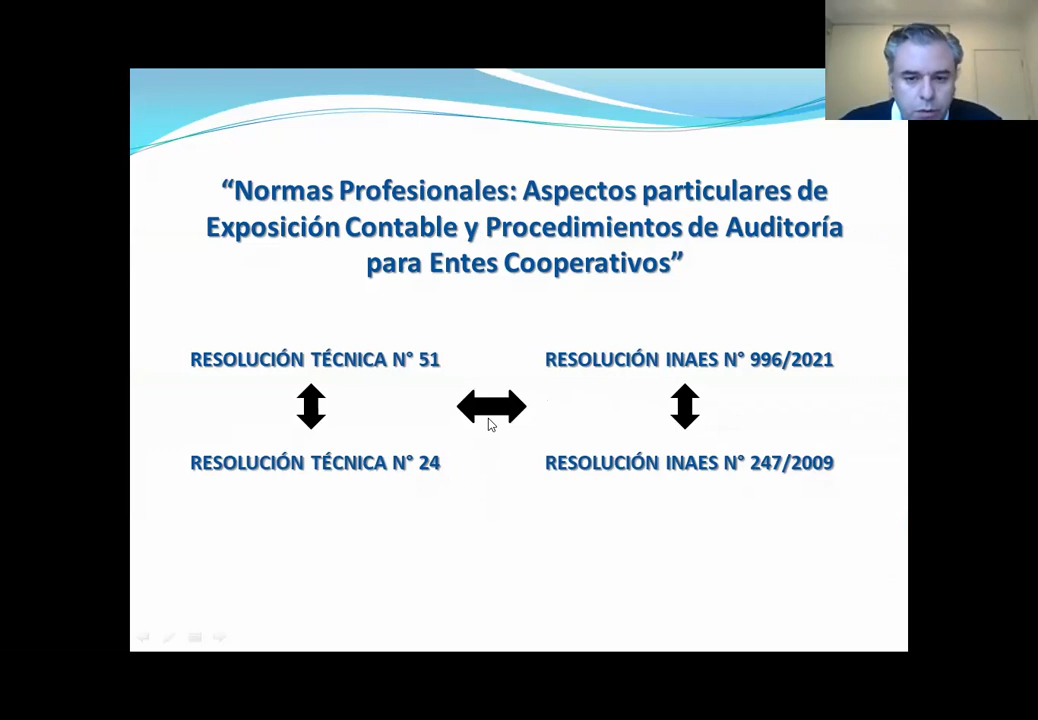 “Normas Profesionales: Aspectos particulares de
Exposición Contable y Procedimientos de Auditoría
para Entes Cooperativos”
RESOLUCIÓN TÉCNICA N° 51
RESOLUCIÓN INAES N° 996/2021
RESOLUCIÓN TÉCNICA N° 24
RESOLUCIÓN INAES N° 247/2009